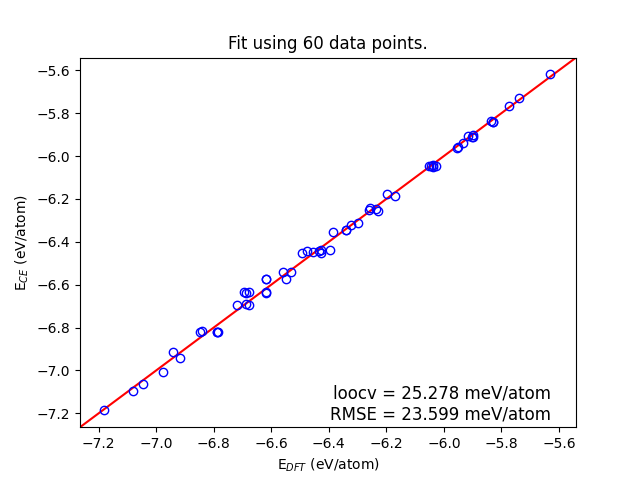 Fit using 60 data points.
−5.6
−5.8
−6.0
−6.2
−6.4
−6.6
−6.8
−7.0
−7.2
E_CE (eV/atom)
loocv = 25.278 meV/atom
RMSE = 23.599 meV/atom
−7.2 −7.0 −6.8 −6.6 −6.4 −6.2 −6.0 −5.8 −5.6
E_DFT (eV/atom)